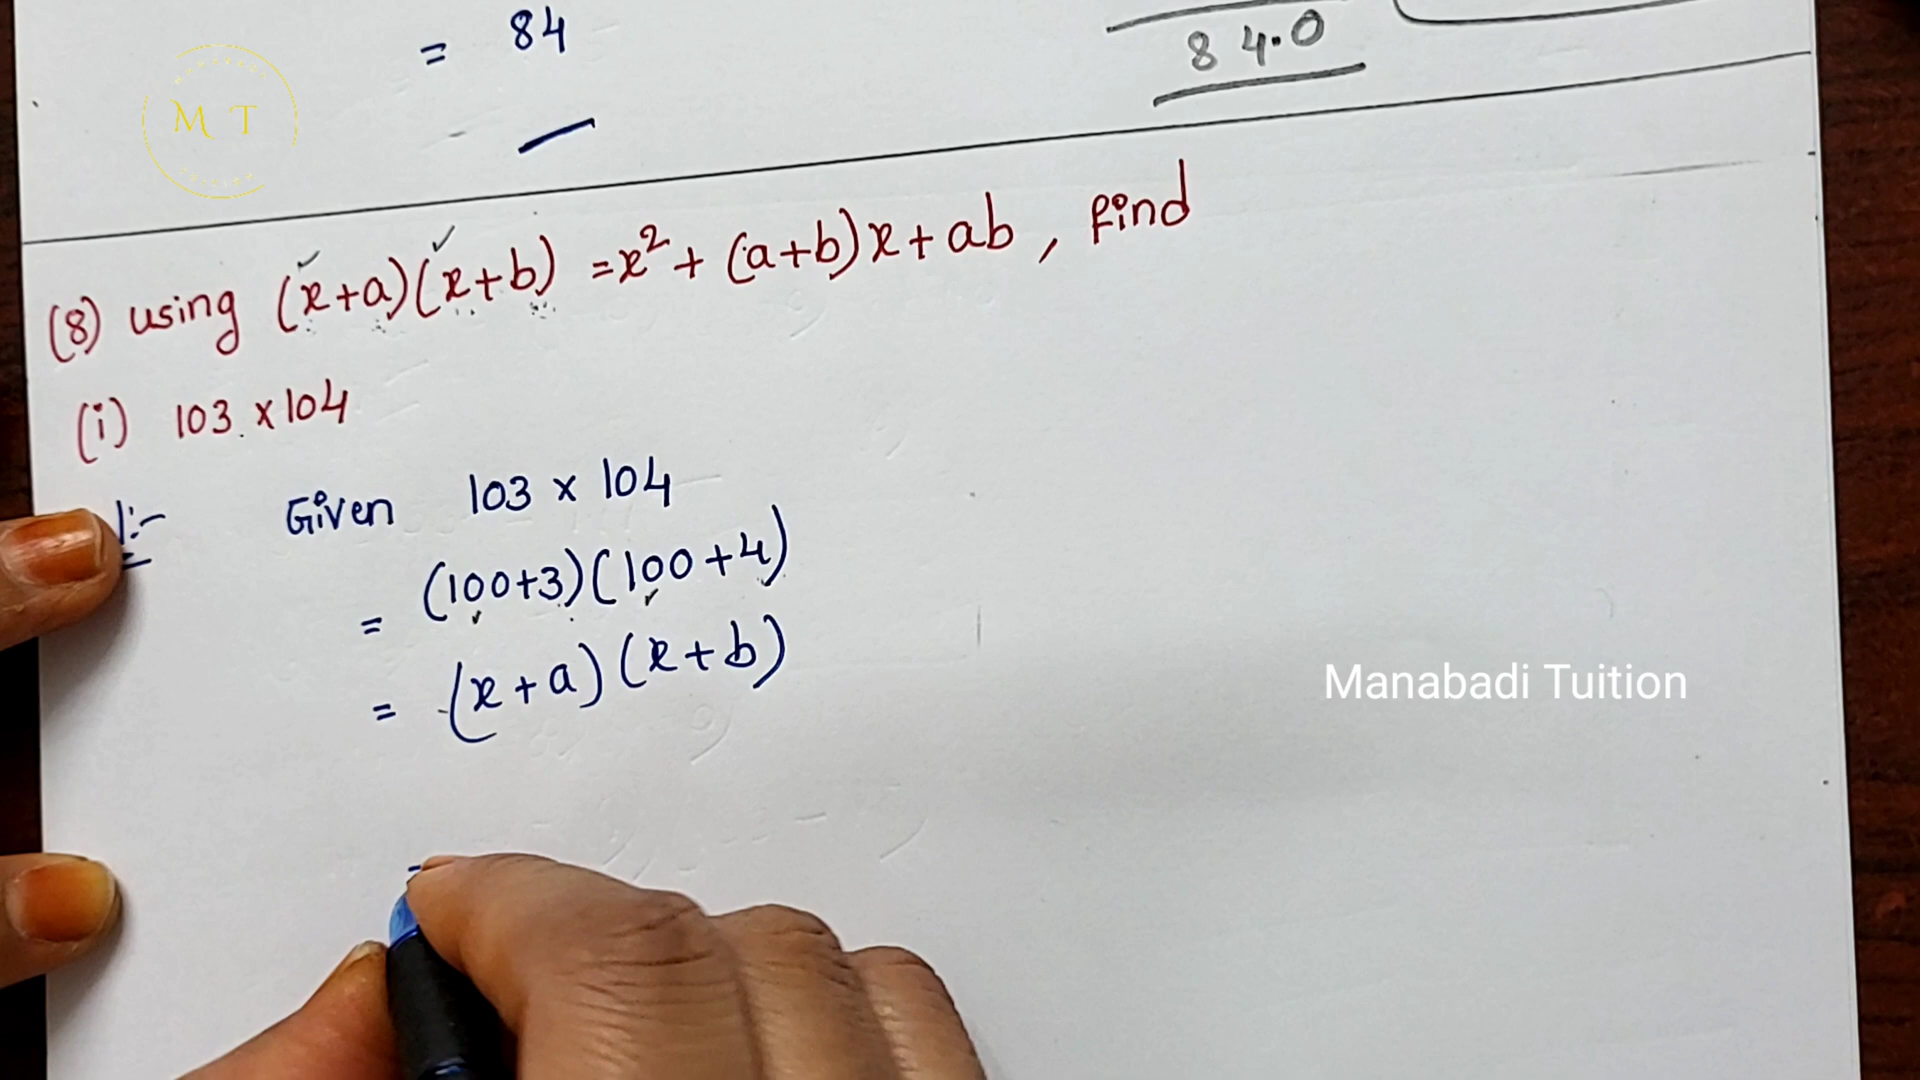 = 84
84.0
M T
(8) using (x+a)(x+b) = x² + (a+b)x + ab, find
(i) 103 x 104
l:-
Given 103 x 104
= (100+3)(100+4)
= (x+a)(x+b)
Manabadi Tuition